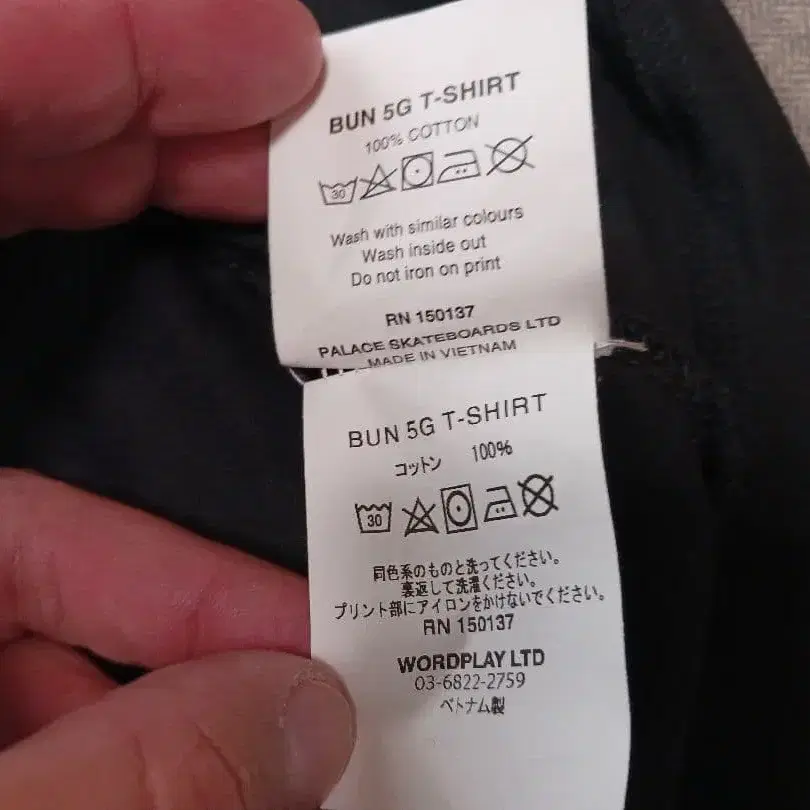 BUN 5G T-SHIRT
100% COTTON
30
Wash with similar colours
Wash inside out
Do not iron on print
RN 150137
PALACE SKATEBOARDS LTD
MADE IN VIETNAM
BUN 5G T-SHIRT
コットン 100%
30
同色系のものと洗ってください。
裏返して洗濯ください。
プリント部にアイロンをかけないでください。
RN 150137
WORDPLAY LTD
03-6822-2759
ベトナム製